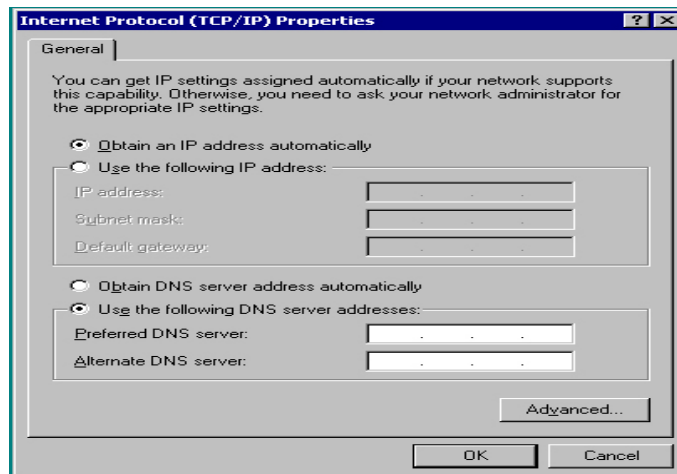 Internet Protocol (TCP/IP) Properties
General
You can get IP settings assigned automatically if your network supports
this capability. Otherwise, you need to ask your network administrator for
the appropriate IP settings.
Obtain an IP address automatically
Use the following IP address:
IP address:
Subnet mask:
Default gateway:
Obtain DNS server address automatically
Use the following DNS server addresses:
Preferred DNS server:
Alternate DNS server:
Advanced...
OK Cancel